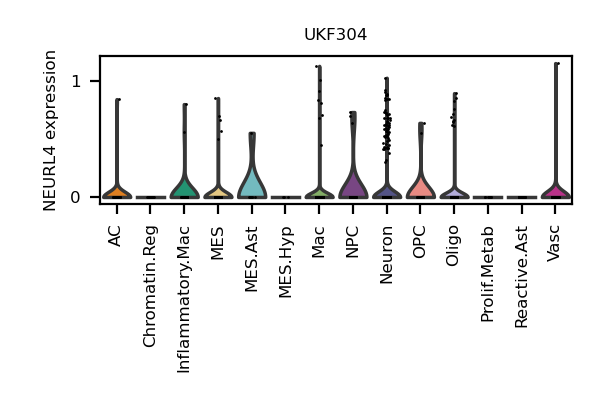 UKF304
NEURL4 expression
1
0
AC
Chromatin.Reg
Inflammatory.Mac
MES
MES.Ast
MES.Hyp
Mac
NPC
Neuron
OPC
Oligo
Prolif.Metab
Reactive.Ast
Vasc